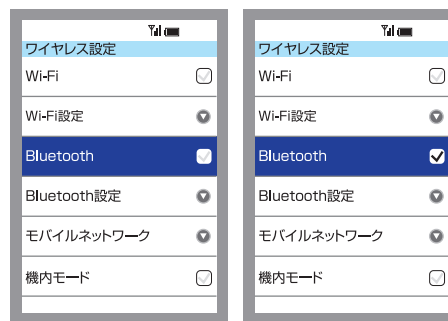 ワイヤレス設定
Wi-Fi
Wi-Fi設定
Bluetooth
Bluetooth設定
モバイルネットワーク
機内モード
ワイヤレス設定
Wi-Fi
Wi-Fi設定
Bluetooth
Bluetooth設定
モバイルネットワーク
機内モード